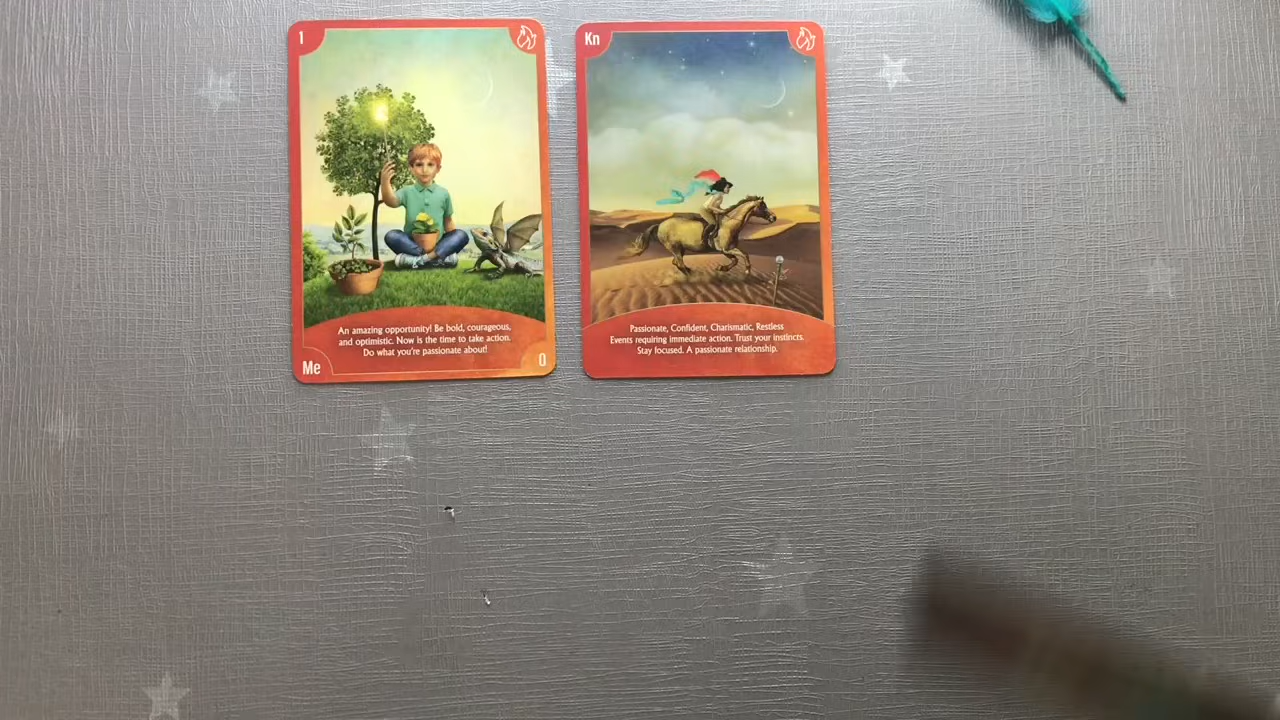 1
An amazing opportunity! Be bold, courageous,
and optimistic. Now is the time to take action.
Do what you're passionate about!
Me
0
Kn
Passionate, Confident, Charismatic, Restless
Events requiring immediate action. Trust your instincts.
Stay focused. A passionate relationship.